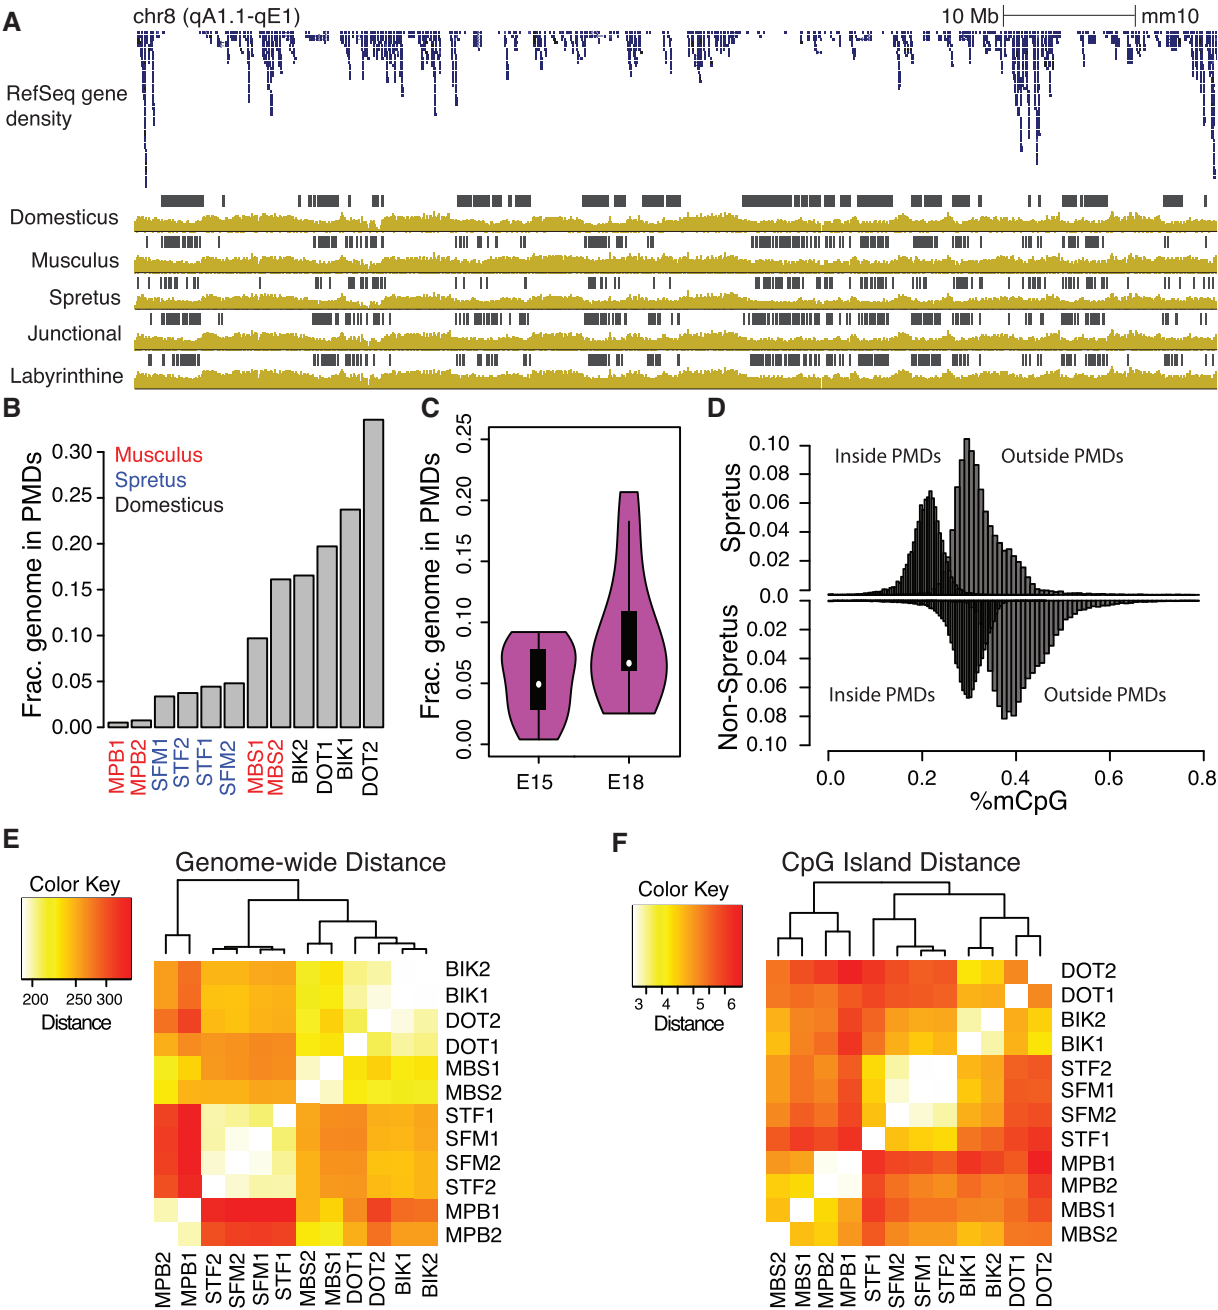 A
chr8 (qA1.1-qE1)
10 Mb
mm10
RefSeq gene
density
Domesticus
Musculus
Spretus
Junctional
Labyrinthine
B
Frac. genome in PMDs
0.30
0.25
0.20
0.15
0.10
0.05
0.00
Musculus
Spretus
Domesticus
MPB1
MPB2
SFM1
STF2
STF1
SFM2
MBS1
MBS2
BIK2
DOT1
BIK1
DOT2
C
Frac. genome in PMDs
0.25
0.20
0.15
0.10
0.05
0.00
E15
E18
D
Spretus
0.10
0.08
0.06
0.04
0.02
0.0
Inside PMDs
Outside PMDs
Non-Spretus
0.02
0.04
0.06
0.08
0.10
Inside PMDs
Outside PMDs
0.0
0.2
0.4
0.6
0.8
%mCpG
E
Genome-wide Distance
Color Key
200
250
300
Distance
BIK2
BIK1
DOT2
DOT1
MBS1
MBS2
STF1
SFM1
SFM2
STF2
MPB1
MPB2
MPB2
MPB1
STF2
SFM2
SFM1
STF1
MBS2
MBS1
DOT1
DOT2
BIK1
BIK2
F
CpG Island Distance
Color Key
3
4
5
6
Distance
DOT2
DOT1
BIK2
BIK1
STF2
SFM1
SFM2
STF1
MPB1
MPB2
MBS1
MBS2
MBS2
MBS1
MPB2
MPB1
STF1
SFM2
SFM1
STF2
BIK1
BIK2
DOT1
DOT2